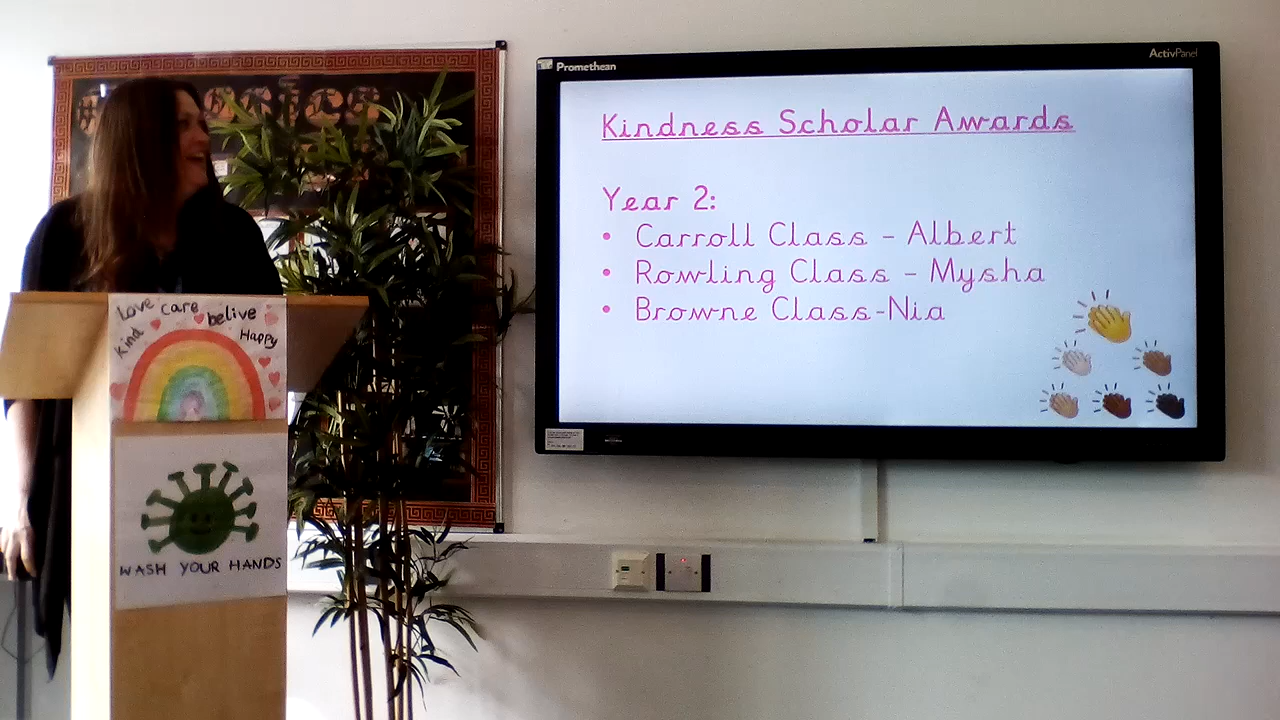 Promethean
ActivPanel
Kindness Scholar Awards
Year 2:
• Carroll Class – Albert
• Rowling Class – Mysha
• Browne Class-Nia
Kind Love care belive Happy
WASH YOUR HANDS